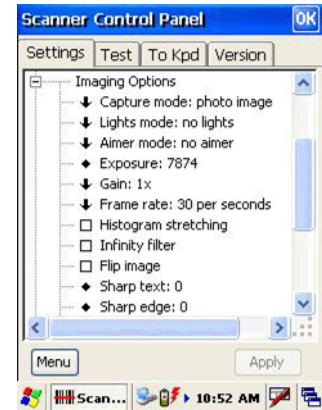 Scanner Control Panel OK
Settings Test To Kpd Version
Imaging Options
Capture mode: photo image
Lights mode: no lights
Aimer mode: no aimer
Exposure: 7874
Gain: 1x
Frame rate: 30 per seconds
Histogram stretching
Infinity filter
Flip image
Sharp text: 0
Sharp edge: 0
Menu Apply
Scan... 10:52 AM